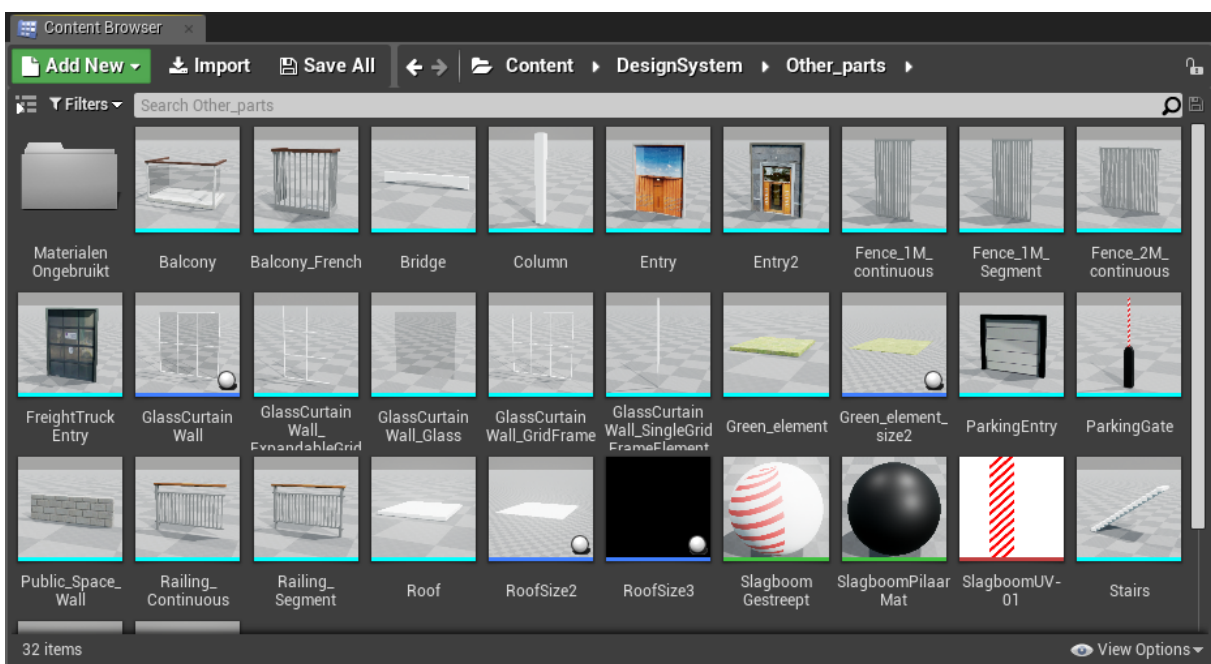 Content Browser
Add New
Import
Save All
Content
DesignSystem
Other_parts
Filters
Search Other_parts
Materialen
Ongebruikt
Balcony
Balcony_French
Bridge
Column
Entry
Entry2
Fence_1M_
continuous
Fence_1M_
Segment
Fence_2M_
continuous
FreightTruck
Entry
GlassCurtain
Wall
GlassCurtain
Wall_
ExpandableGrid
GlassCurtain
Wall_Glass
GlassCurtain
Wall_GridFrame
GlassCurtain
Wall_SingleGrid
FrameElement
Green_element
Green_element_
size2
ParkingEntry
ParkingGate
Public_Space_
Wall
Railing_
Continuous
Railing_
Segment
Roof
RoofSize2
RoofSize3
Slagboom
Gestreept
SlagboomPilaar
Mat
SlagboomUV-
01
Stairs
32 items
View Options